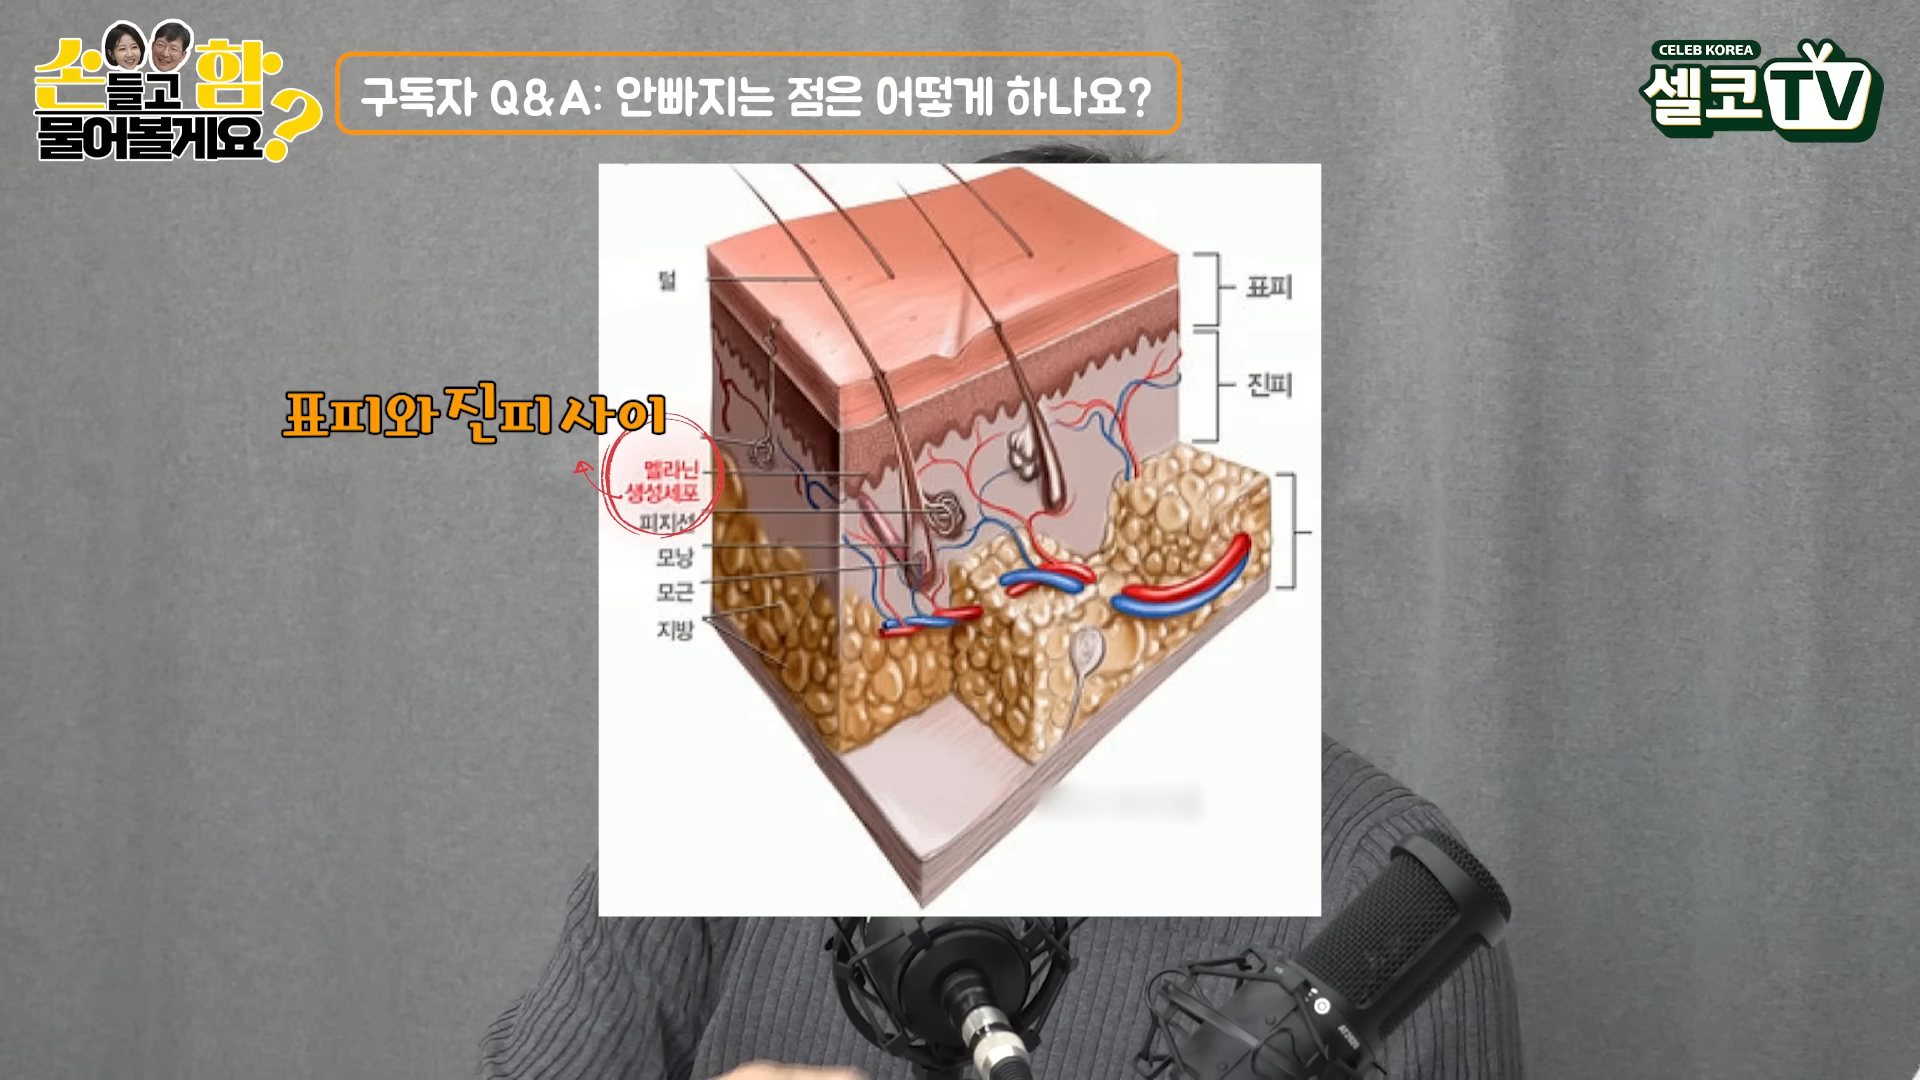 손들고 함
물어볼게요?
구독자 Q&A: 안빠지는 점은 어떻게 하나요?
CELEB KOREA
셀코TV
털
표피
진피
표피와 진피 사이
멜라닌
생성세포
피지선
모낭
모근
지방
AT2020